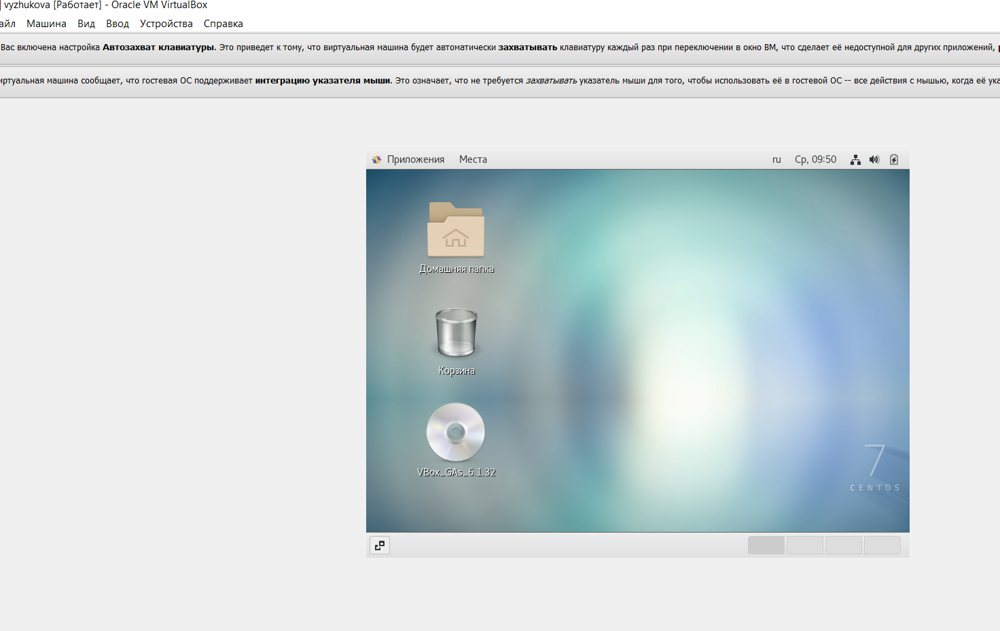 vyzhukova [Работает] - Oracle VM VirtualBox
айл Машина Вид Ввод Устройства Справка
Вас включена настройка Автозахват клавиатуры. Это приведет к тому, что виртуальная машина будет автоматически захватывать клавиатуру каждый раз при переключении в окно ВМ, что сделает её недоступной для других приложений,
иртуальная машина сообщает, что гостевая ОС поддерживает интеграцию указателя мыши. Это означает, что не требуется захватывать указатель мыши для того, чтобы использовать её в гостевой ОС -- все действия с мышью, когда её ука
Приложения Места ru Ср, 09:50
Домашняя папка
Корзина
VBox_GAs_6.1.32
7
CENTOS